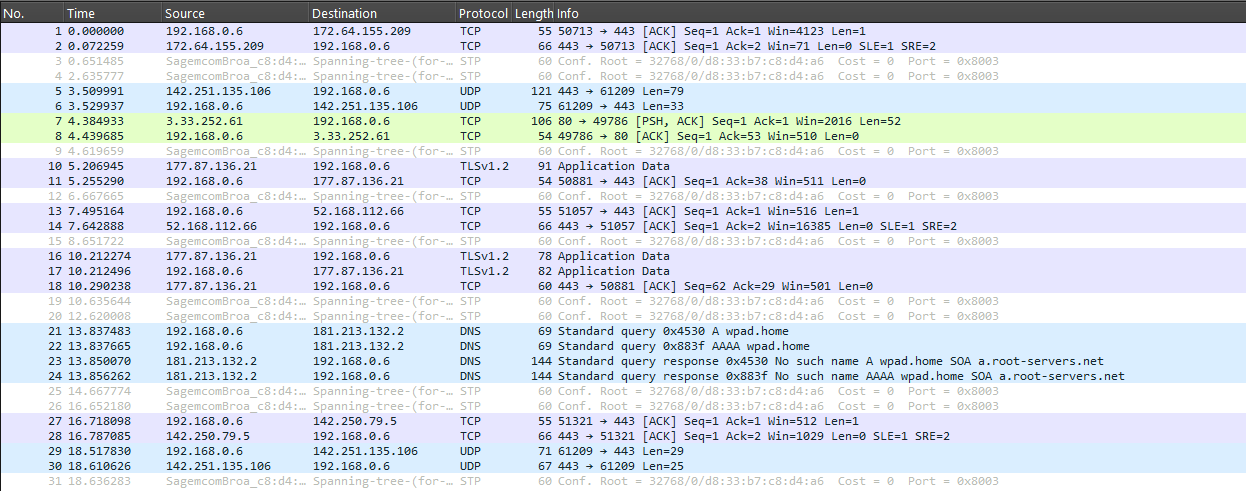 No. Time Source Destination Protocol Length Info
1 0.000000 192.168.0.6 172.64.155.209 TCP 55 50713 → 443 [ACK] Seq=1 Ack=1 Win=4123 Len=1
2 0.072259 172.64.155.209 192.168.0.6 TCP 66 443 → 50713 [ACK] Seq=1 Ack=2 Win=71 Len=0 SLE=1 SRE=2
3 0.651485 SagemcomBroa_c8:d4:… Spanning-tree-(for-… STP 60 Conf. Root = 32768/0/d8:33:b7:c8:d4:a6 Cost = 0 Port = 0x8003
4 2.635777 SagemcomBroa_c8:d4:… Spanning-tree-(for-… STP 60 Conf. Root = 32768/0/d8:33:b7:c8:d4:a6 Cost = 0 Port = 0x8003
5 3.509991 142.251.135.106 192.168.0.6 UDP 121 443 → 61209 Len=79
6 3.529937 192.168.0.6 142.251.135.106 UDP 75 61209 → 443 Len=33
7 4.384933 3.33.252.61 192.168.0.6 TCP 106 80 → 49786 [PSH, ACK] Seq=1 Ack=1 Win=2016 Len=52
8 4.439685 192.168.0.6 3.33.252.61 TCP 54 49786 → 80 [ACK] Seq=1 Ack=53 Win=510 Len=0
9 4.619659 SagemcomBroa_c8:d4:… Spanning-tree-(for-… STP 60 Conf. Root = 32768/0/d8:33:b7:c8:d4:a6 Cost = 0 Port = 0x8003
10 5.206945 177.87.136.21 192.168.0.6 TLSv1.2 91 Application Data
11 5.255290 192.168.0.6 177.87.136.21 TCP 54 50881 → 443 [ACK] Seq=1 Ack=38 Win=511 Len=0
12 6.667665 SagemcomBroa_c8:d4:… Spanning-tree-(for-… STP 60 Conf. Root = 32768/0/d8:33:b7:c8:d4:a6 Cost = 0 Port = 0x8003
13 7.495164 192.168.0.6 52.168.112.66 TCP 55 51057 → 443 [ACK] Seq=1 Ack=1 Win=516 Len=1
14 7.642888 52.168.112.66 192.168.0.6 TCP 66 443 → 51057 [ACK] Seq=1 Ack=2 Win=16385 Len=0 SLE=1 SRE=2
15 8.651722 SagemcomBroa_c8:d4:… Spanning-tree-(for-… STP 60 Conf. Root = 32768/0/d8:33:b7:c8:d4:a6 Cost = 0 Port = 0x8003
16 10.212274 177.87.136.21 192.168.0.6 TLSv1.2 78 Application Data
17 10.212496 192.168.0.6 177.87.136.21 TLSv1.2 82 Application Data
18 10.290238 177.87.136.21 192.168.0.6 TCP 60 443 → 50881 [ACK] Seq=62 Ack=29 Win=501 Len=0
19 10.635644 SagemcomBroa_c8:d4:… Spanning-tree-(for-… STP 60 Conf. Root = 32768/0/d8:33:b7:c8:d4:a6 Cost = 0 Port = 0x8003
20 12.620008 SagemcomBroa_c8:d4:… Spanning-tree-(for-… STP 60 Conf. Root = 32768/0/d8:33:b7:c8:d4:a6 Cost = 0 Port = 0x8003
21 13.837483 192.168.0.6 181.213.132.2 DNS 69 Standard query 0x4530 A wpad.home
22 13.837665 192.168.0.6 181.213.132.2 DNS 69 Standard query 0x883f AAAA wpad.home
23 13.850070 181.213.132.2 192.168.0.6 DNS 144 Standard query response 0x4530 No such name A wpad.home SOA a.root-servers.net
24 13.856262 181.213.132.2 192.168.0.6 DNS 144 Standard query response 0x883f No such name AAAA wpad.home SOA a.root-servers.net
25 14.667774 SagemcomBroa_c8:d4:… Spanning-tree-(for-… STP 60 Conf. Root = 32768/0/d8:33:b7:c8:d4:a6 Cost = 0 Port = 0x8003
26 16.652180 SagemcomBroa_c8:d4:… Spanning-tree-(for-… STP 60 Conf. Root = 32768/0/d8:33:b7:c8:d4:a6 Cost = 0 Port = 0x8003
27 16.718098 192.168.0.6 142.250.79.5 TCP 55 51321 → 443 [ACK] Seq=1 Ack=1 Win=512 Len=1
28 16.787085 142.250.79.5 192.168.0.6 TCP 66 443 → 51321 [ACK] Seq=1 Ack=2 Win=1029 Len=0 SLE=1 SRE=2
29 18.517830 192.168.0.6 142.251.135.106 UDP 71 61209 → 443 Len=29
30 18.610626 142.251.135.106 192.168.0.6 UDP 67 443 → 61209 Len=25
31 18.636283 SagemcomBroa_c8:d4:… Spanning-tree-(for-… STP 60 Conf. Root = 32768/0/d8:33:b7:c8:d4:a6 Cost = 0 Port = 0x8003